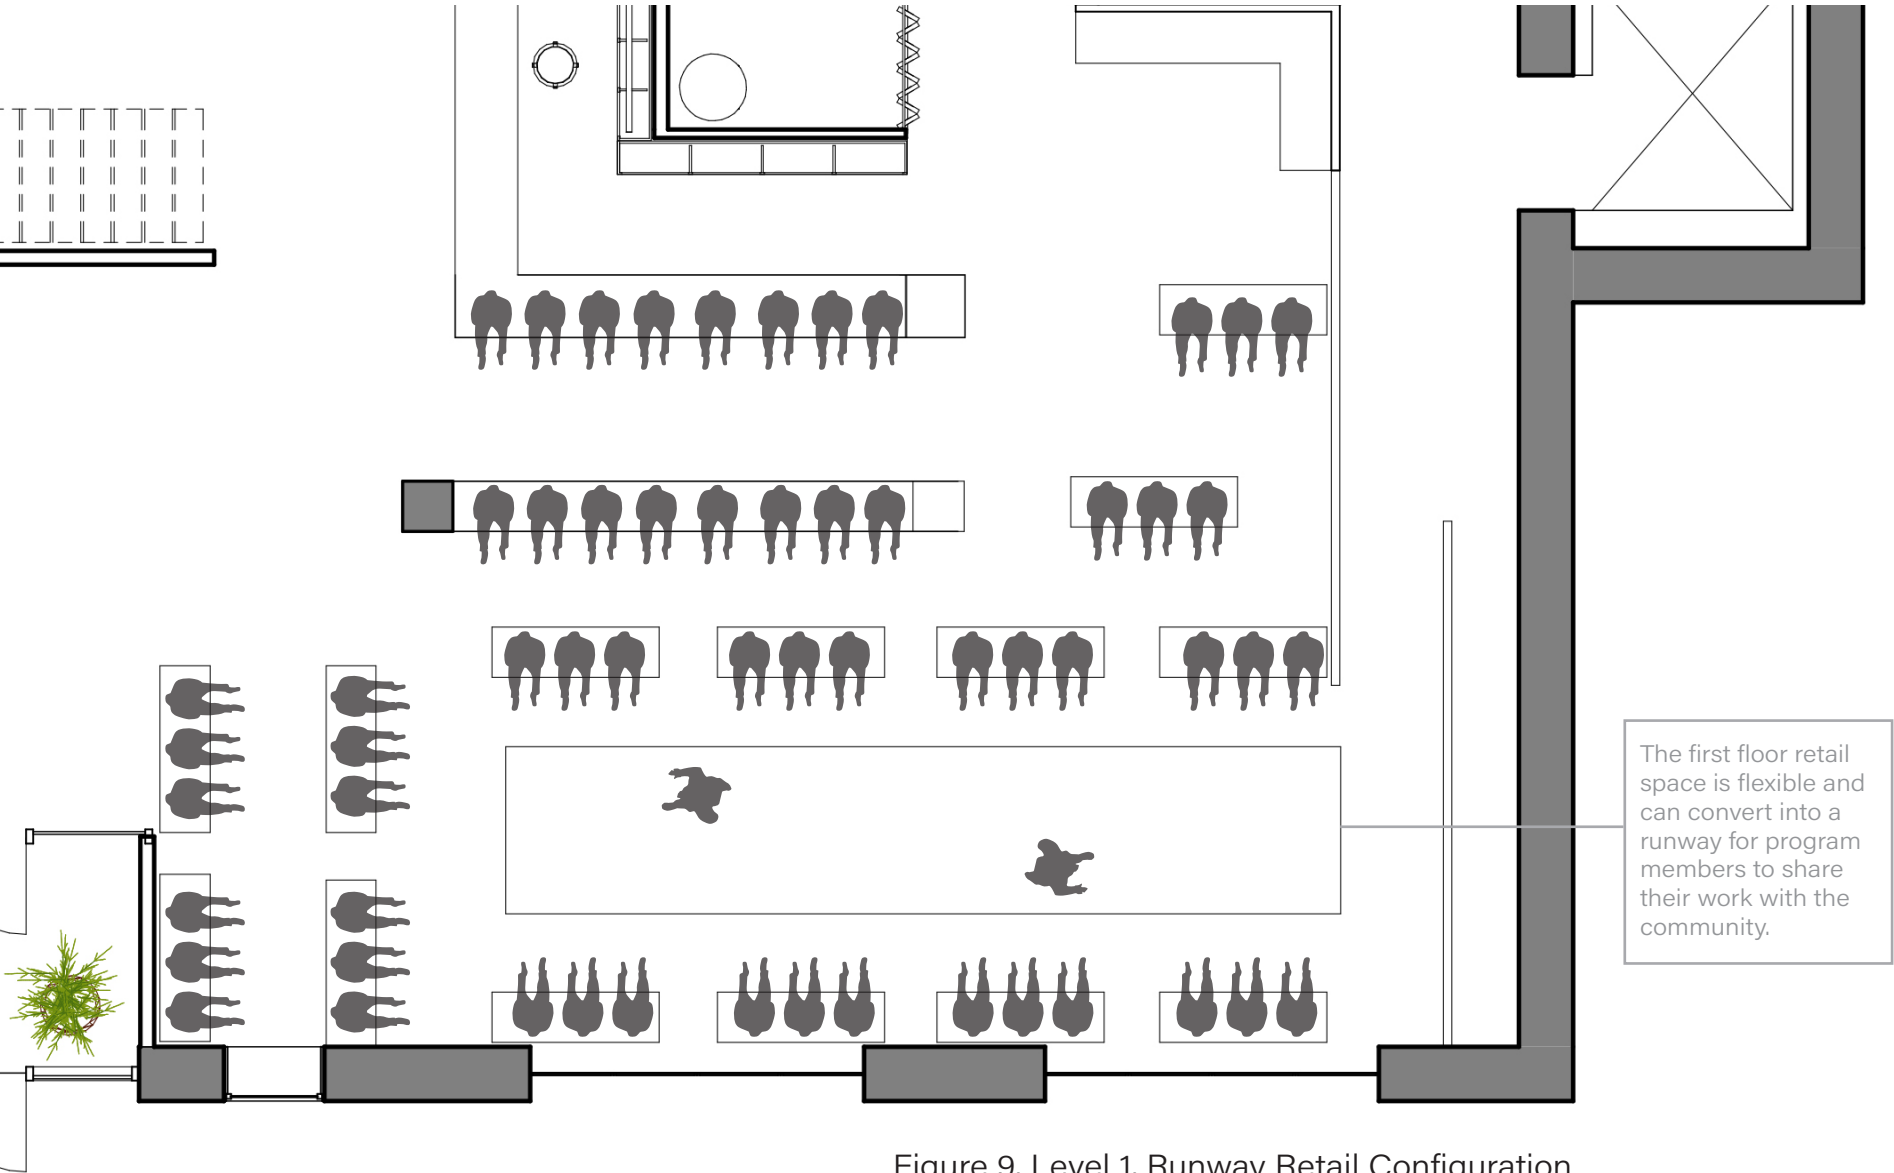 The first floor retail
space is flexible and
can convert into a
runway for program
members to share
their work with the
community.
Figure 9. Level 1. Runway Retail Configuration